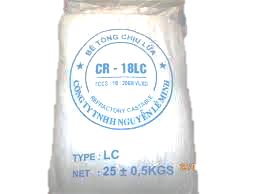 BÊ TÔNG CHỊU LỬA
CR - 18LC
REFRACTORY CASTABLE
CÔNG TY TNHH NGUYÊN LÊ MINH
TYPE : LC
NET : 25 ± 0,5KGS